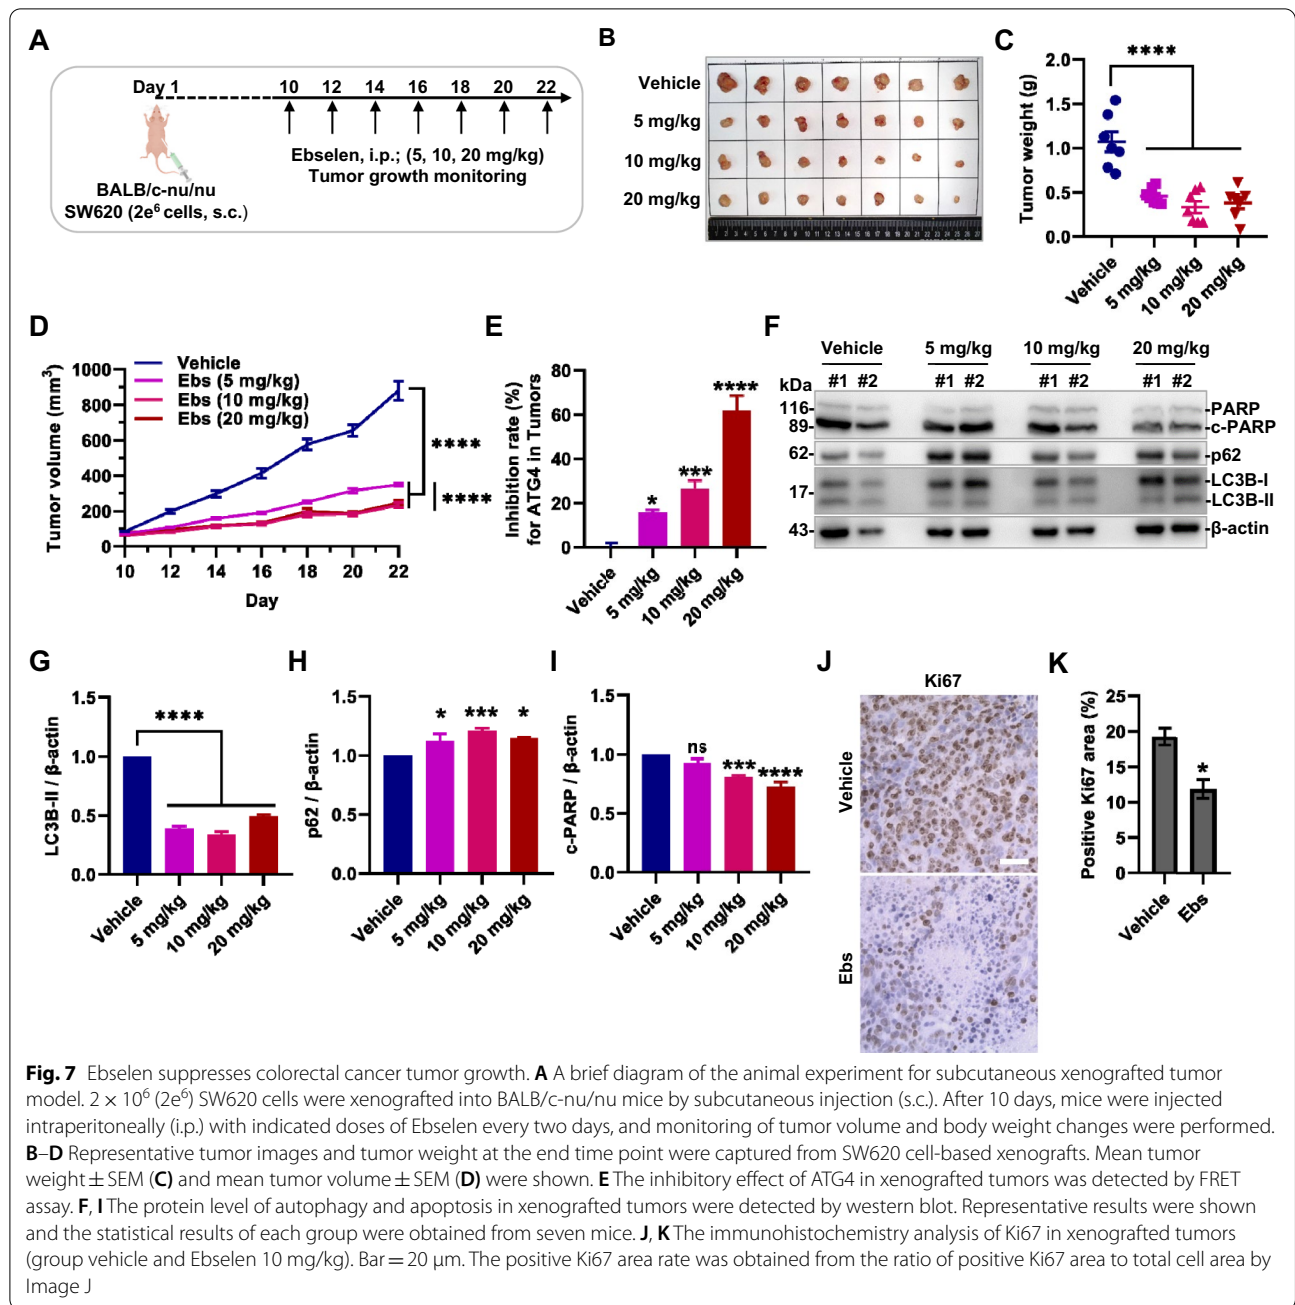 A
Day 1
10 12 14 16 18 20 22
Ebselen, i.p.; (5, 10, 20 mg/kg)
Tumor growth monitoring
BALB/c-nu/nu
SW620 (2e⁶ cells, s.c.)
B
Vehicle
5 mg/kg
10 mg/kg
20 mg/kg
C
Tumor weight (g)
2.0
1.5
1.0
0.5
0.0
****
Vehicle
5 mg/kg
10 mg/kg
20 mg/kg
D
Vehicle
Ebs (5 mg/kg)
Ebs (10 mg/kg)
Ebs (20 mg/kg)
Tumor volume (mm³)
1000
800
600
400
200
0
10 12 14 16 18 20 22
Day
****
****
E
Inhibition rate (%)
for ATG4 in Tumors
80
60
40
20
0
*
***
****
Vehicle
5 mg/kg
10 mg/kg
20 mg/kg
F
Vehicle 5 mg/kg 10 mg/kg 20 mg/kg
kDa #1 #2 #1 #2 #1 #2 #1 #2
116- -PARP
89- -c-PARP
62- -p62
-LC3B-I
17-
-LC3B-II
43- -β-actin
G
LC3B-II / β-actin
1.5
1.0
0.5
0.0
****
Vehicle
5 mg/kg
10 mg/kg
20 mg/kg
H
p62 / β-actin
1.5
1.0
0.5
0.0
* *** *
Vehicle
5 mg/kg
10 mg/kg
20 mg/kg
I
c-PARP / β-actin
1.5
1.0
0.5
0.0
ns *** ****
Vehicle
5 mg/kg
10 mg/kg
20 mg/kg
J
Ki67
Vehicle
Ebs
K
Positive Ki67 area (%)
25
20
15
10
5
0
*
Vehicle
Ebs
Fig. 7 Ebselen suppresses colorectal cancer tumor growth. A A brief diagram of the animal experiment for subcutaneous xenografted tumor
model. 2 × 10⁶ (2e⁶) SW620 cells were xenografted into BALB/c-nu/nu mice by subcutaneous injection (s.c.). After 10 days, mice were injected
intraperitoneally (i.p.) with indicated doses of Ebselen every two days, and monitoring of tumor volume and body weight changes were performed.
B–D Representative tumor images and tumor weight at the end time point were captured from SW620 cell-based xenografts. Mean tumor
weight ± SEM (C) and mean tumor volume ± SEM (D) were shown. E The inhibitory effect of ATG4 in xenografted tumors was detected by FRET
assay. F, I The protein level of autophagy and apoptosis in xenografted tumors were detected by western blot. Representative results were shown
and the statistical results of each group were obtained from seven mice. J, K The immunohistochemistry analysis of Ki67 in xenografted tumors
(group vehicle and Ebselen 10 mg/kg). Bar = 20 μm. The positive Ki67 area rate was obtained from the ratio of positive Ki67 area to total cell area by
Image J